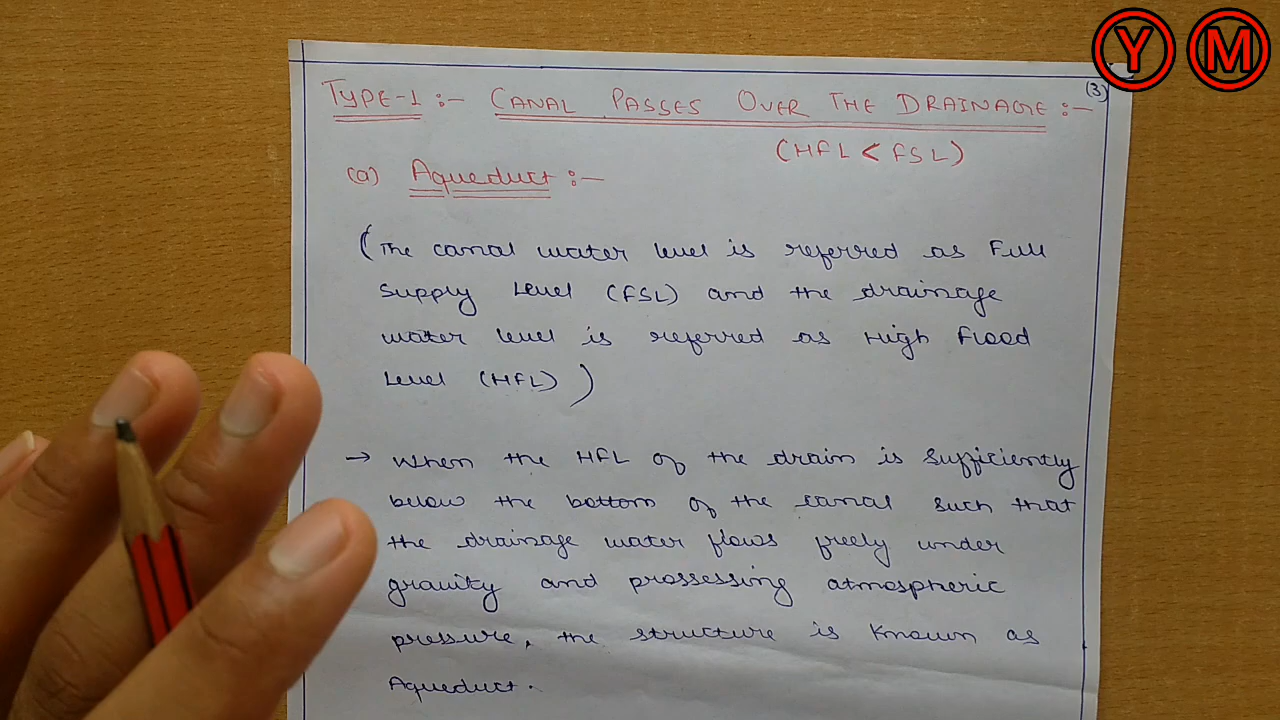 Y M
3
TYPE-1 :- CANAL PASSES OVER THE DRAINAGE :-
(HFL < FSL)
(a) Aqueduct :-
(The canal water level is referred as Full
Supply Level (FSL) and the drainage
water level is referred as High Flood
Level (HFL))
→ When the HFL of the drain is Sufficiently
below the bottom of the canal such that
the drainage water flows freely under
gravity and prossessing atmospheric
pressure, the structure is known as
Aqueduct.